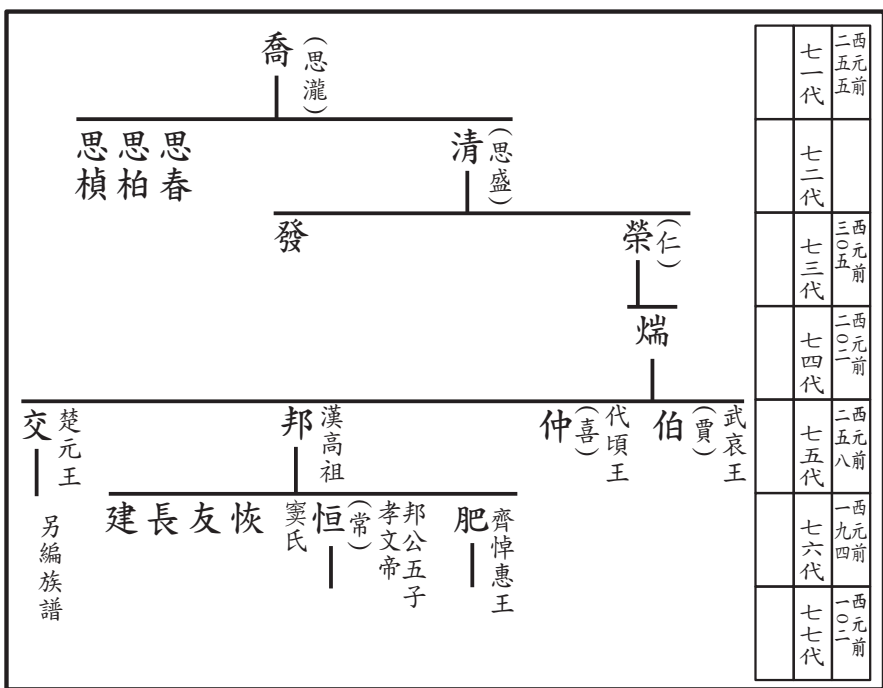 西元前二五五
七一代
喬
(思瀧)
七二代
清
(思盛)
思春
思柏
思楨
西元前三〇五
七三代
榮
(仁)
發
西元前二〇二
七四代
煓
西元前二五八
七五代
武哀王
伯
(賈)
代頃王
仲
(喜)
漢高祖
邦
楚元王
交
西元前一九四
七六代
齊悼惠王
肥
邦公五子
孝文帝
恒
(常)
竇氏
恢
友
長
建
另編族譜
西元前一〇二
七七代